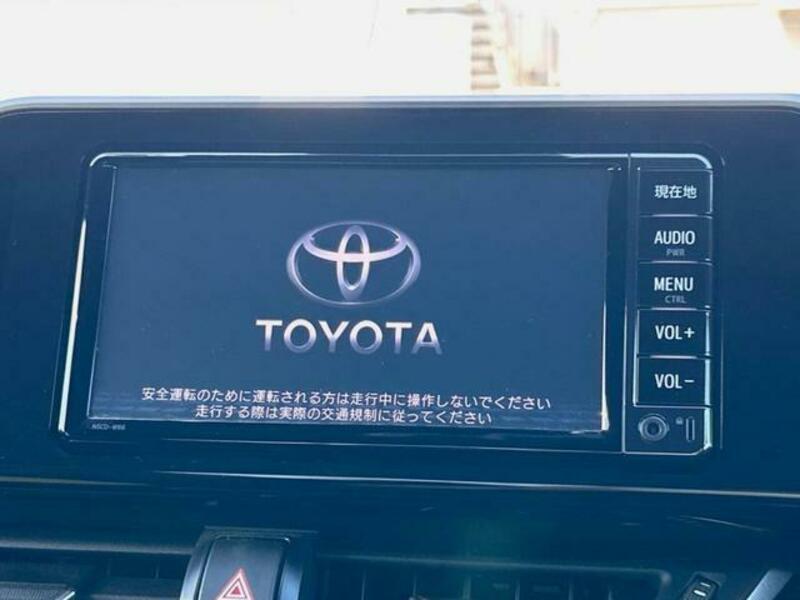 現在地
AUDIO
PWR
MENU
CTRL
VOL+
VOL-
TOYOTA
安全運転のために運転される方は走行中に操作しないでください
走行する際は実際の交通規制に従ってください
NSCD-W66